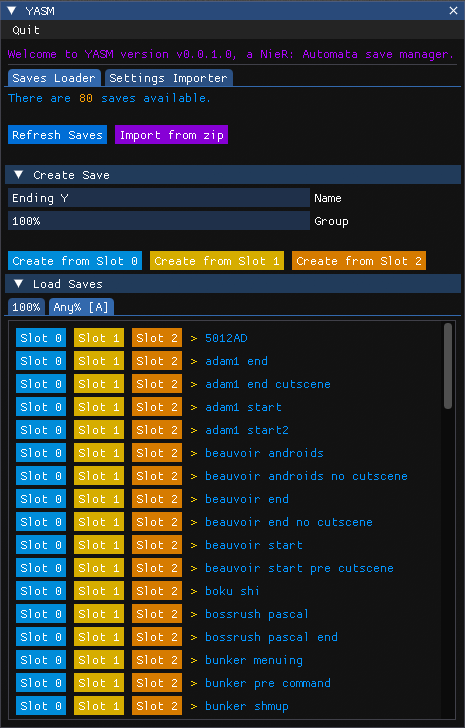 YASM
Quit
Welcome to YASM version v0.0.1.0, a NieR: Automata save manager.
Saves Loader Settings Importer
There are 80 saves available.
Refresh Saves Import from zip
Create Save
Ending Y Name
100% Group
Create from Slot 0 Create from Slot 1 Create from Slot 2
Load Saves
100% Any% [A]
Slot 0 Slot 1 Slot 2 > 5012AD
Slot 0 Slot 1 Slot 2 > adam1 end
Slot 0 Slot 1 Slot 2 > adam1 end cutscene
Slot 0 Slot 1 Slot 2 > adam1 start
Slot 0 Slot 1 Slot 2 > adam1 start2
Slot 0 Slot 1 Slot 2 > beauvoir androids
Slot 0 Slot 1 Slot 2 > beauvoir androids no cutscene
Slot 0 Slot 1 Slot 2 > beauvoir end
Slot 0 Slot 1 Slot 2 > beauvoir end no cutscene
Slot 0 Slot 1 Slot 2 > beauvoir start
Slot 0 Slot 1 Slot 2 > beauvoir start pre cutscene
Slot 0 Slot 1 Slot 2 > boku shi
Slot 0 Slot 1 Slot 2 > bossrush pascal
Slot 0 Slot 1 Slot 2 > bossrush pascal end
Slot 0 Slot 1 Slot 2 > bunker menuing
Slot 0 Slot 1 Slot 2 > bunker pre command
Slot 0 Slot 1 Slot 2 > bunker shmup